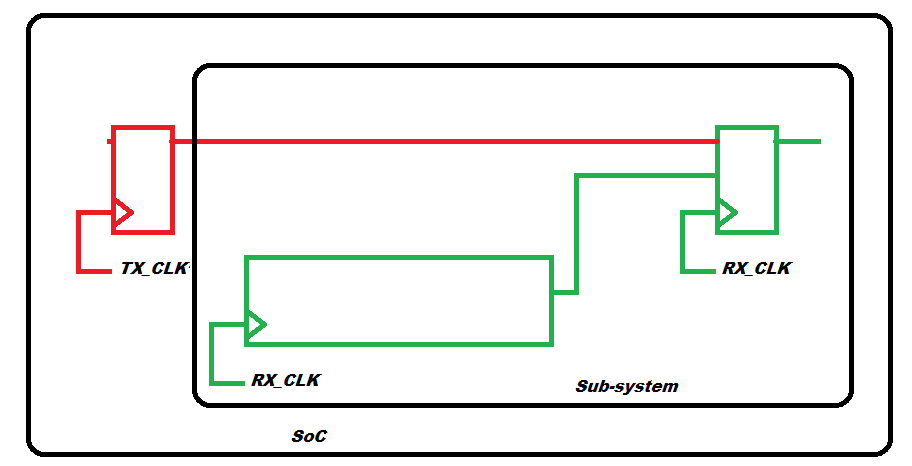 TX_CLK
RX_CLK
RX_CLK
Sub-system
SoC